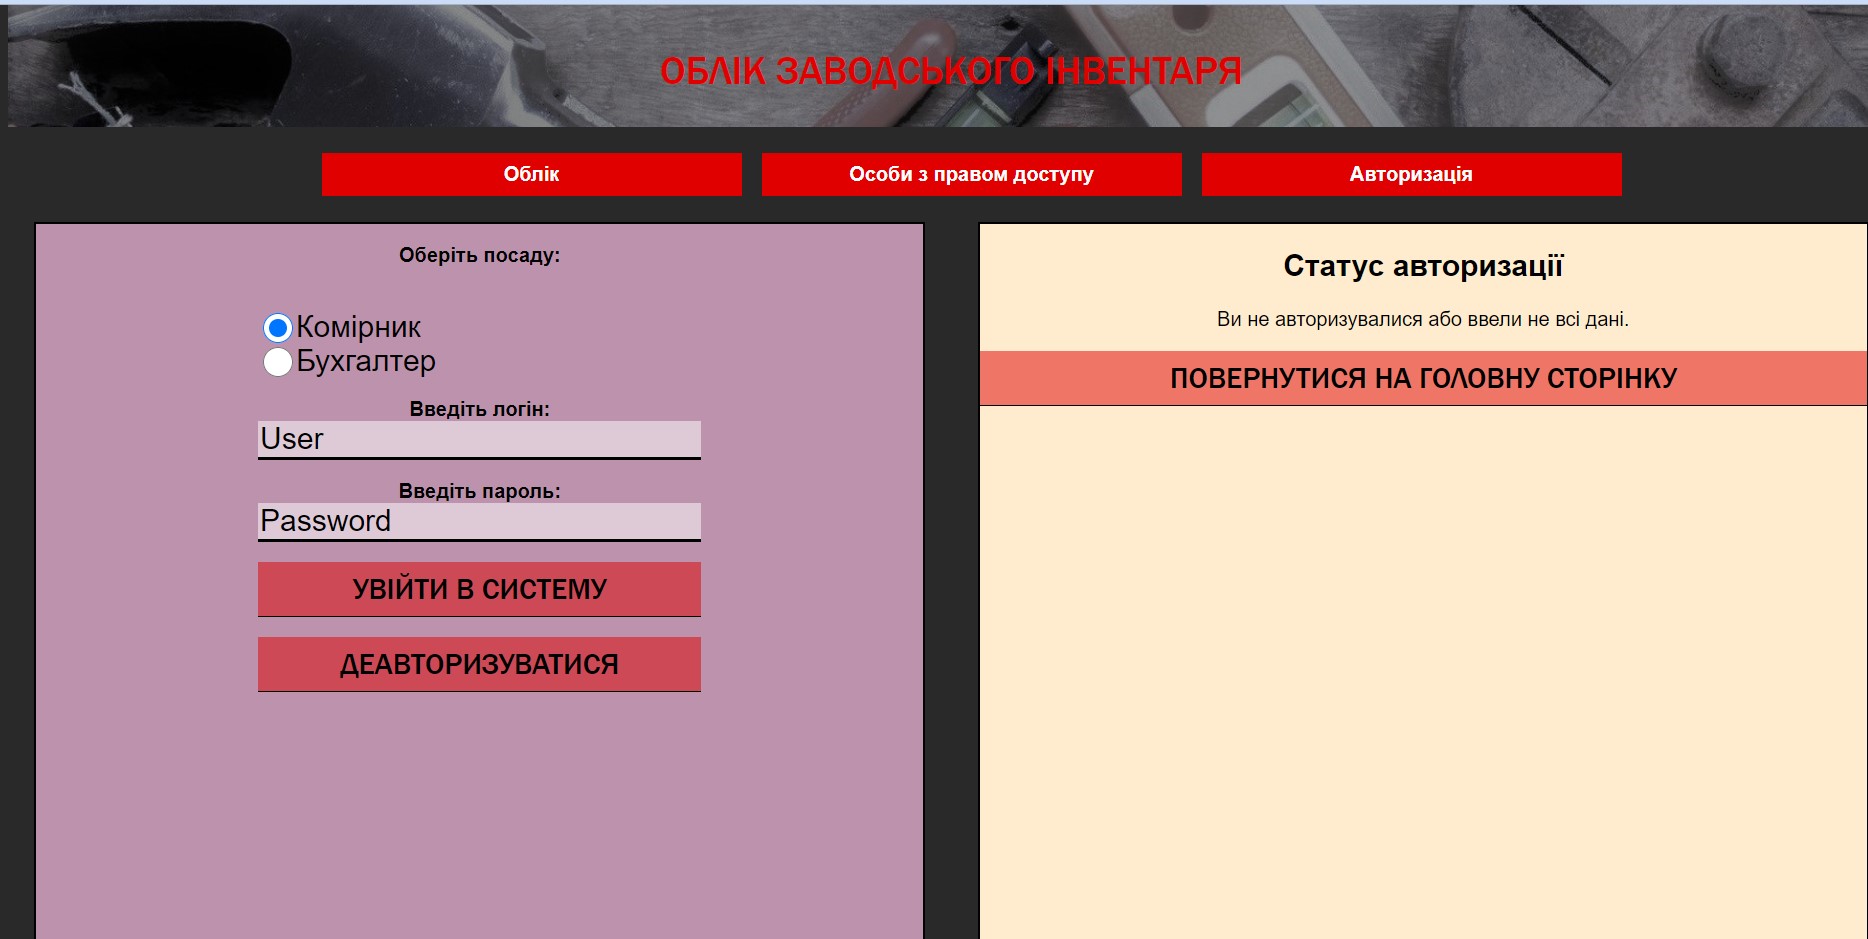 ОБЛІК ЗАВОДСЬКОГО ІНВЕНТАРЯ
Облік
Особи з правом доступу
Авторизація
Оберіть посаду:
Комірник
Бухгалтер
Введіть логін:
User
Введіть пароль:
Password
УВІЙТИ В СИСТЕМУ
ДЕАВТОРИЗУВАТИСЯ
Статус авторизації
Ви не авторизувалися або ввели не всі дані.
ПОВЕРНУТИСЯ НА ГОЛОВНУ СТОРІНКУ